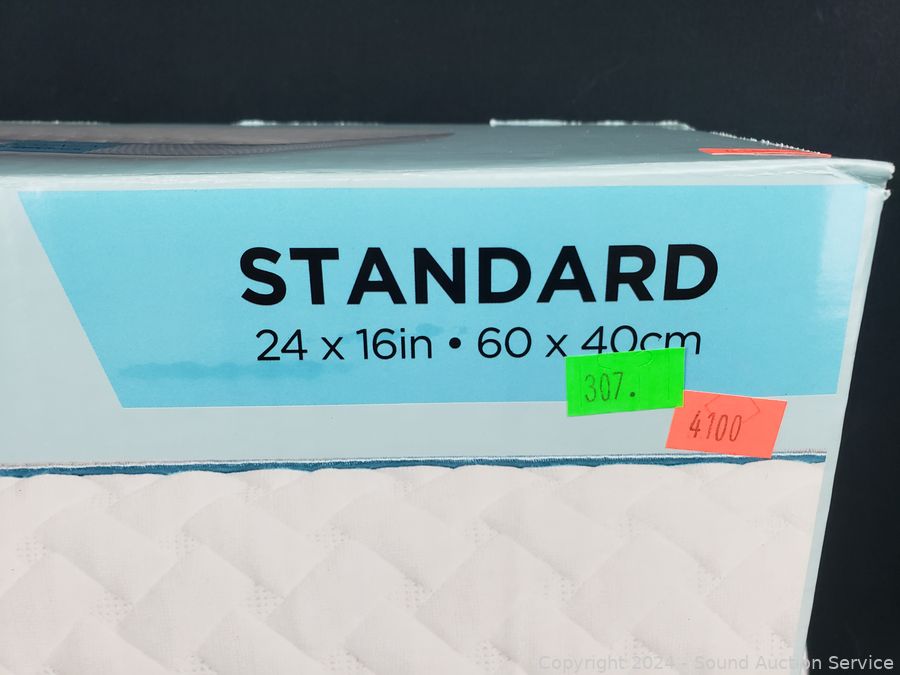 STANDARD
24 x 16in • 60 x 40cm
307.
4100
Copyright 2024 - Sound Auction Service